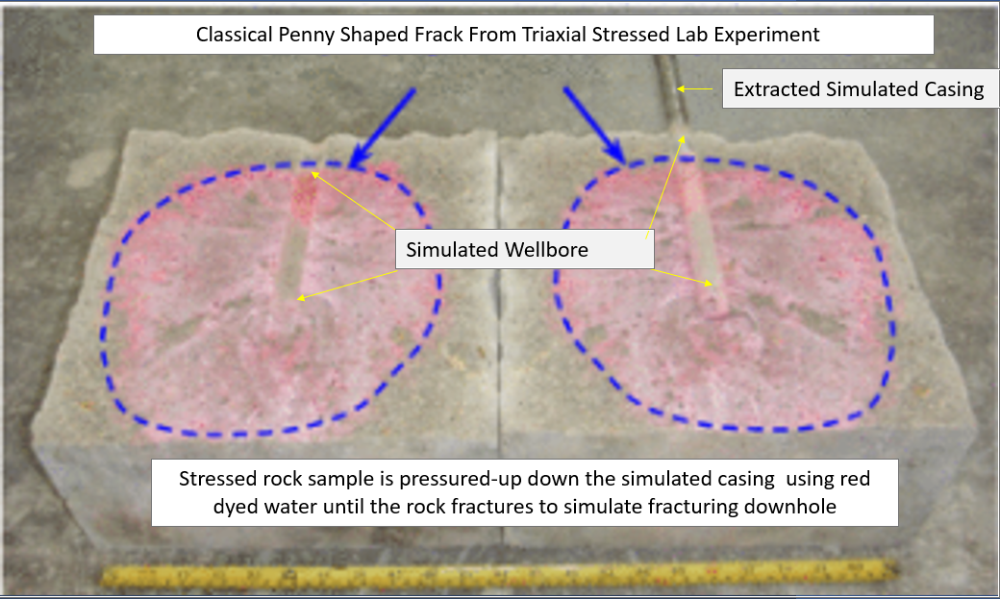 Classical Penny Shaped Frack From Triaxial Stressed Lab Experiment
Extracted Simulated Casing
Simulated Wellbore
Stressed rock sample is pressured-up down the simulated casing using red
dyed water until the rock fractures to simulate fracturing downhole